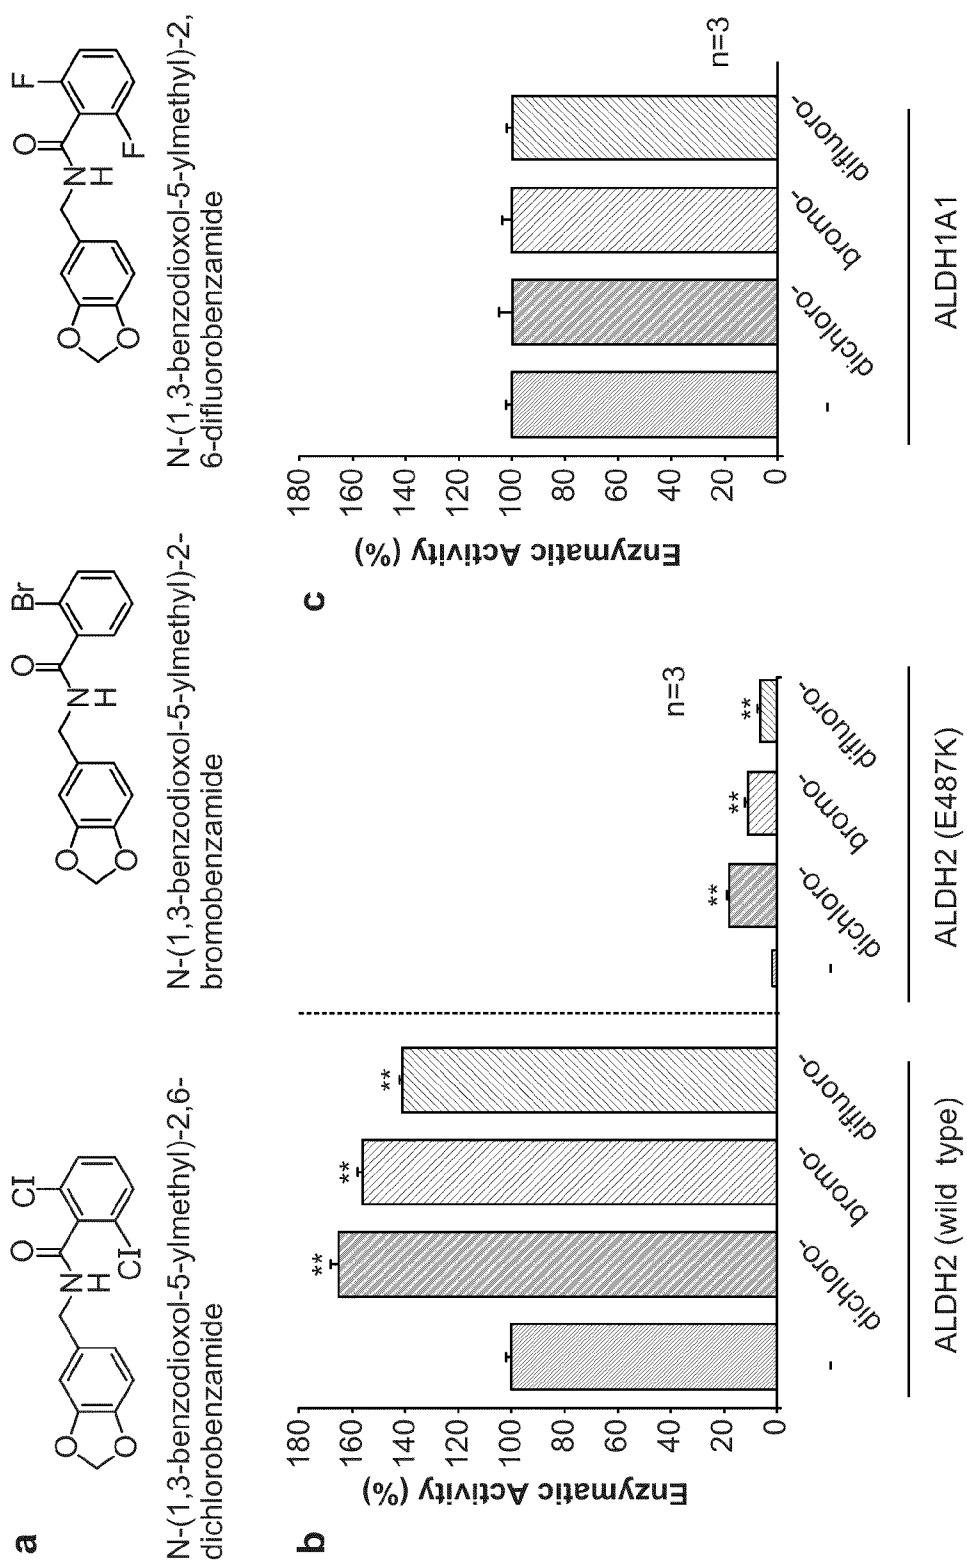 a
Cl
O
N
H
Cl
O
O
N-(1,3-benzodioxol-5-ylmethyl)-2,6-
dichlorobenzamide
Br
O
N
H
O
O
N-(1,3-benzodioxol-5-ylmethyl)-2-
bromobenzamide
F
O
N
H
F
O
O
N-(1,3-benzodioxol-5-ylmethyl)-2,
6-difluorobenzamide
b
Enzymatic Activity (%)
180
160
140
120
100
80
60
40
20
0
**
**
**
**
**
**
n=3
-
dichloro-
bromo-
difluoro-
-
dichloro-
bromo-
difluoro-
ALDH2 (wild type)
ALDH2 (E487K)
c
Enzymatic Activity (%)
180
160
140
120
100
80
60
40
20
0
n=3
-
dichloro-
bromo-
difluoro-
ALDH1A1